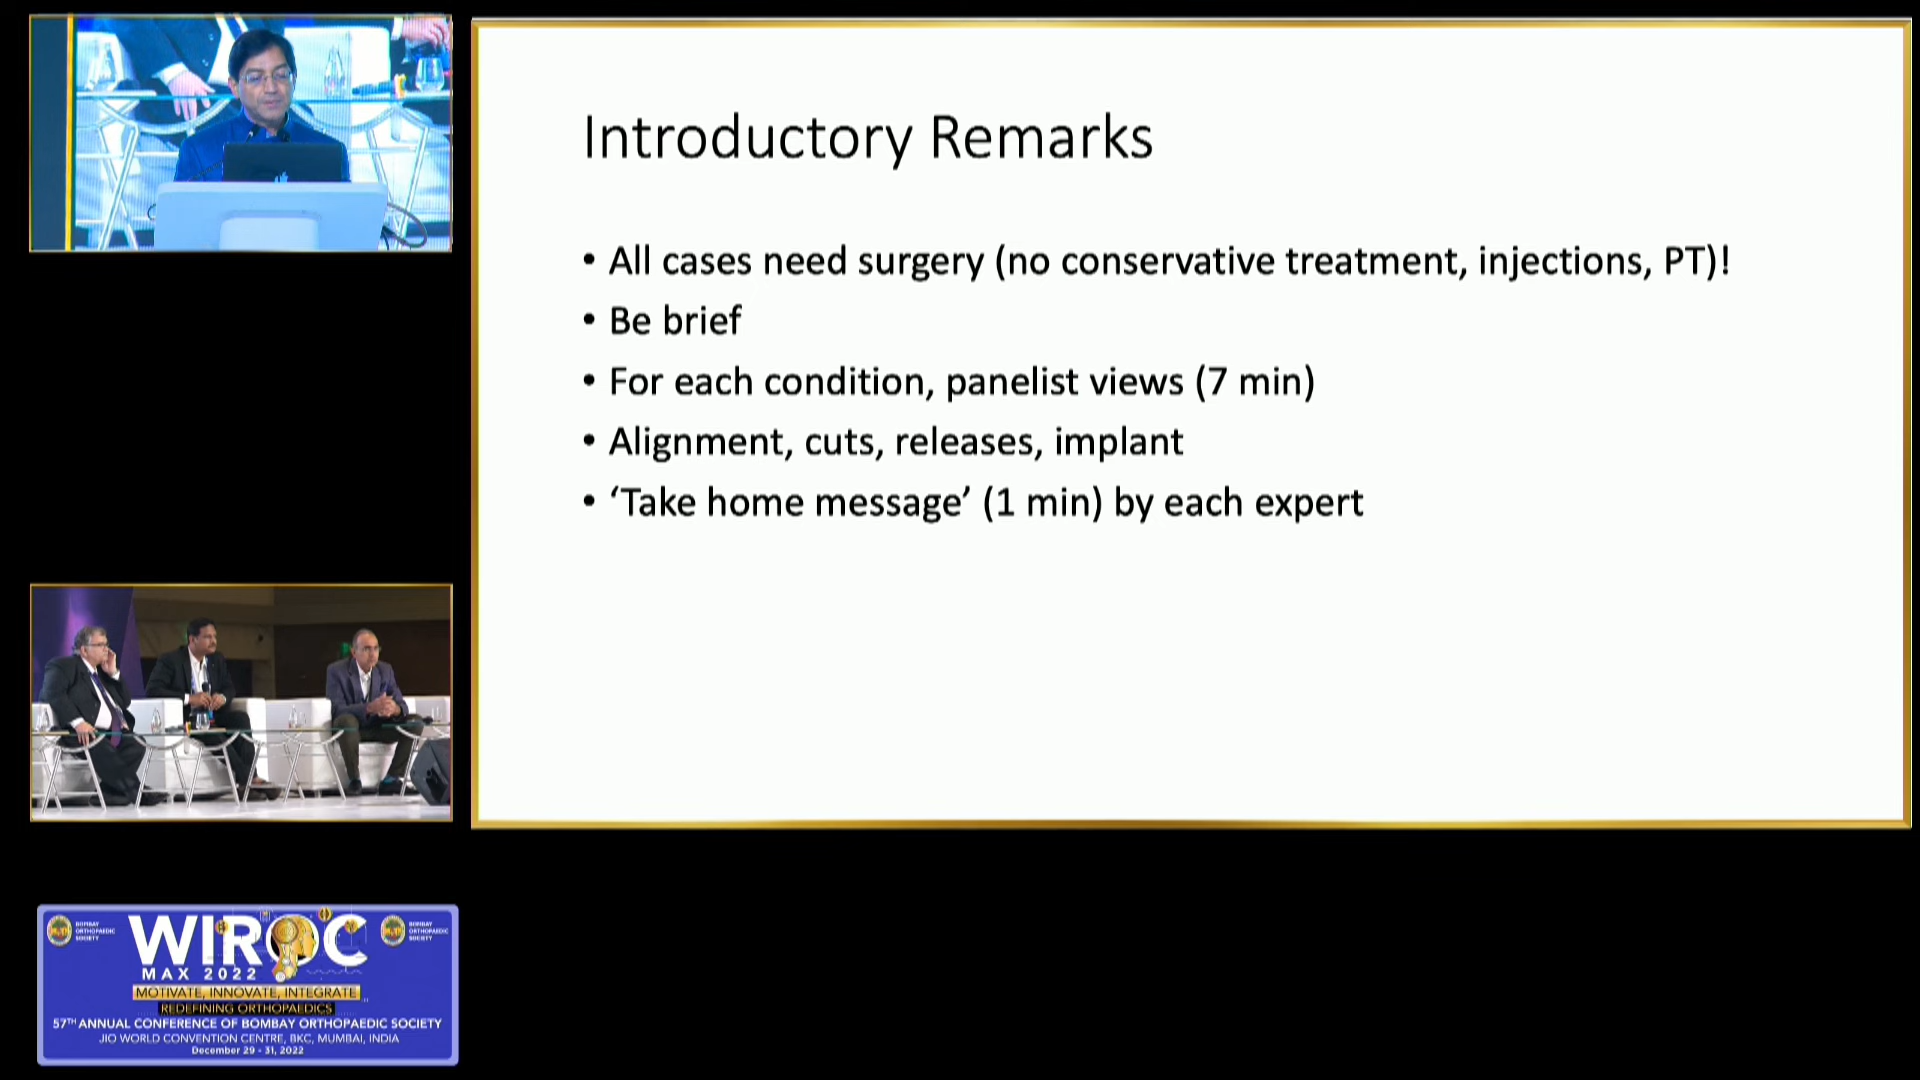 Introductory Remarks
• All cases need surgery (no conservative treatment, injections, PT)!
• Be brief
• For each condition, panelist views (7 min)
• Alignment, cuts, releases, implant
• ‘Take home message’ (1 min) by each expert
BOMBAY
ORTHOPAEDIC
SOCIETY
WIROC
MAX 2022
BOMBAY
ORTHOPAEDIC
SOCIETY
MOTIVATE, INNOVATE, INTEGRATE
REDEFINING ORTHOPAEDICS
57TH ANNUAL CONFERENCE OF BOMBAY ORTHOPAEDIC SOCIETY
JIO WORLD CONVENTION CENTRE, BKC, MUMBAI, INDIA
December 29 - 31, 2022